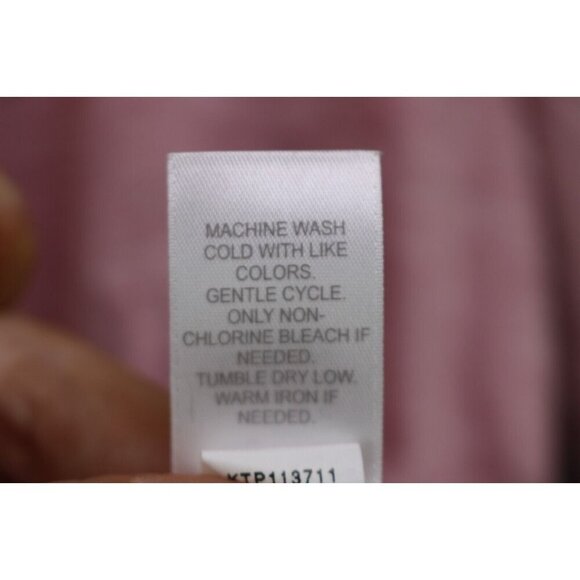 MACHINE WASH
COLD WITH LIKE
COLORS.
GENTLE CYCLE.
ONLY NON-
CHLORINE BLEACH IF
NEEDED.
TUMBLE DRY LOW.
WARM IRON IF
NEEDED.
KTP113711